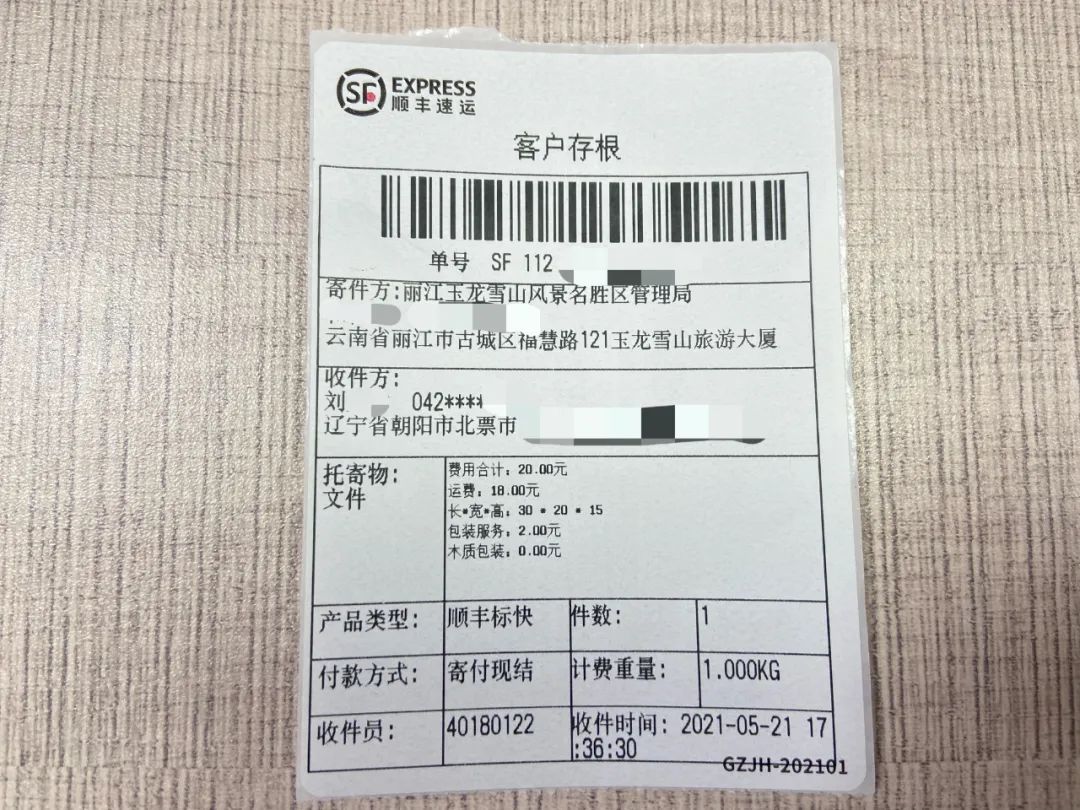 SF EXPRESS
顺丰速运
客户存根
单号 SF 112
寄件方:丽江玉龙雪山风景名胜区管理局
云南省丽江市古城区福慧路121玉龙雪山旅游大厦
收件方:
刘 042****
辽宁省朝阳市北票市
托寄物:
文件
费用合计: 20.00元
运费: 18.00元
长*宽*高: 30 * 20 * 15
包装服务: 2.00元
木质包装: 0.00元
产品类型: 顺丰标快 件数: 1
付款方式: 寄付现结 计费重量: 1.000KG
收件员: 40180122 收件时间: 2021-05-21 17
:36:30
GZJH-202101